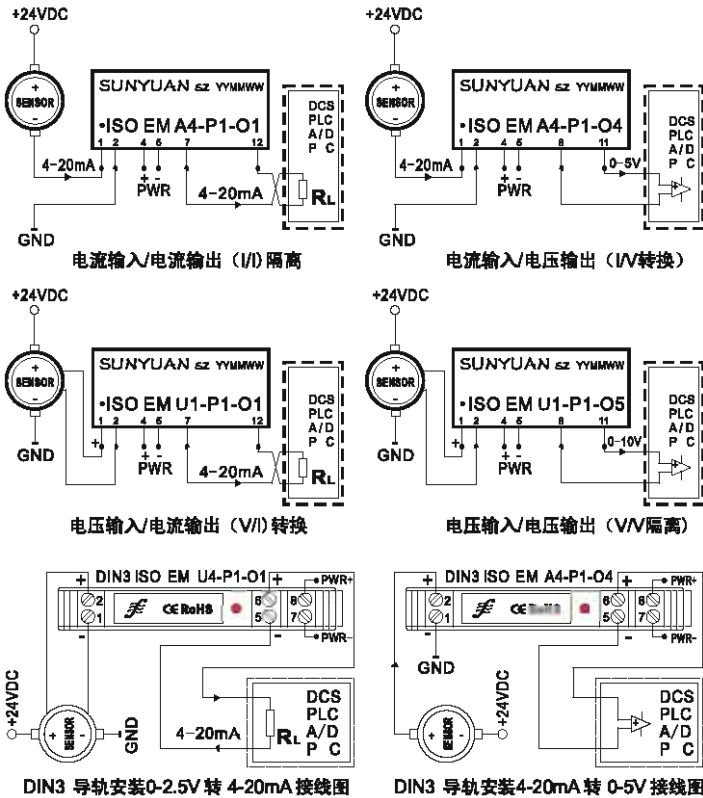 +24VDC
+
SENSOR
-
SUNYUAN sz YYMMWW
•ISO EM A4-P1-O1
1 2 4 5 7 12
4-20mA
+ -
PWR
4-20mA
DCS
PLC
A/D
P C
RL
GND
电流输入/电流输出（I/I）隔离
+24VDC
+
SENSOR
-
SUNYUAN sz YYMMWW
•ISO EM A4-P1-O4
1 2 4 5 8 11
4-20mA
+ -
PWR
0-5V
DCS
PLC
A/D
P C
+
GND
电流输入/电压输出（I/V转换）
+24VDC
+
SENSOR
-
SUNYUAN sz YYMMWW
•ISO EM U1-P1-O1
1 2 4 5 7 12
+
GND
+ -
PWR
4-20mA
DCS
PLC
A/D
P C
RL
电压输入/电流输出（V/I）转换
+24VDC
+
SENSOR
-
SUNYUAN sz YYMMWW
•ISO EM U1-P1-O5
1 2 4 5 8 11
+
GND
+ -
PWR
0-10V
DCS
PLC
A/D
P C
+
电压输入/电压输出（V/V隔离）
+ DIN3 ISO EM U4-P1-O1 +
PWR+
2 6 8
CE RoHS
1 5 7
- -
PWR-
+24VDC
+ SENSOR -
GND
4-20mA
RL
DCS
PLC
A/D
P C
DIN3 导轨安装0-2.5V 转 4-20mA 接线图
+ DIN3 ISO EM A4-P1-O4 +
PWR+
2 6 8
CE
1 5 7
- -
PWR-
GND
+ SENSOR -
+24VDC
+
DCS
PLC
A/D
P C
DIN3 导轨安装4-20mA 转 0-5V 接线图